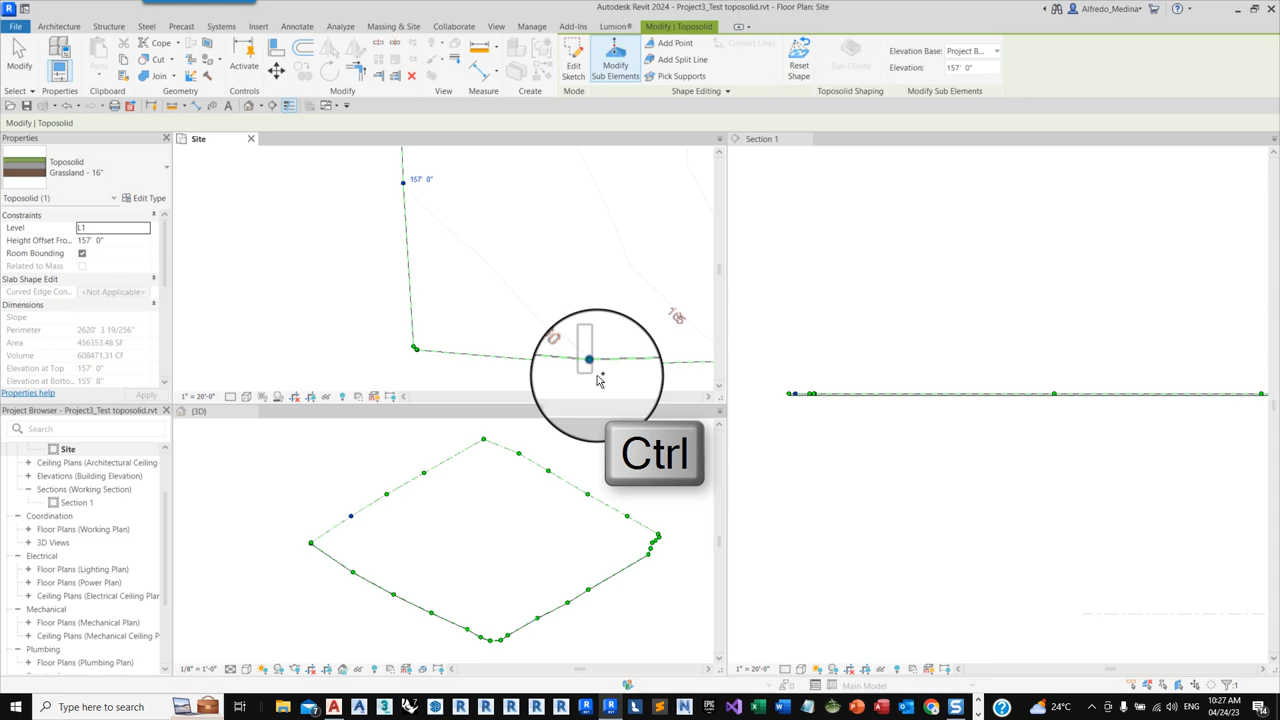 Autodesk Revit 2024 - Project3_Test toposolid.rvt - Floor Plan: Site
Alfredo_Medina
File Architecture Structure Steel Precast Systems Insert Annotate Analyze Massing & Site Collaborate View Manage Add-Ins Lumion® Modify | Toposolid
Modify
Cope
Cut
Join
Activate
Edit
Sketch
Modify
Sub Elements
Add Point
Add Split Line
Pick Supports
Convert Lines
Reset
Shape
Sub-Divide
Elevation Base: Project B...
Elevation: 157' 0"
Select Properties Clipboard Geometry Modify View Measure Create Mode Shape Editing Toposolid Shaping Modify Sub Elements
Modify | Toposolid
Properties
Toposolid
Grassland - 16"
Toposolid (1) Edit Type
Constraints
Level L1
Height Offset Fro... 157' 0"
Room Bounding
Related to Mass
Slab Shape Edit
Curved Edge Con... <Not Applicable>
Dimensions
Slope
Perimeter 2620' 3 19/256"
Area 456353.48 SF
Volume 608471.31 CF
Elevation at Top 157' 0"
Elevation at Botto... 155' 8"
Properties help Apply
Project Browser - Project3_Test toposolid.rvt
Search
Site
Ceiling Plans (Architectural Ceiling
Elevations (Building Elevation)
Sections (Working Section)
Section 1
Coordination
Floor Plans (Working Plan)
3D Views
Electrical
Floor Plans (Lighting Plan)
Floor Plans (Power Plan)
Ceiling Plans (Electrical Ceiling Plan
Mechanical
Floor Plans (Mechanical Plan)
Ceiling Plans (Mechanical Ceiling P
Plumbing
Floor Plans (Plumbing Plan)
Site
157' 0"
165
Ctrl
1" = 20'-0"
{3D}
1/8" = 1'-0"
Section 1
1" = 20'-0"
:0
Main Model
:1
Type here to search
10:27 AM
04/24/23